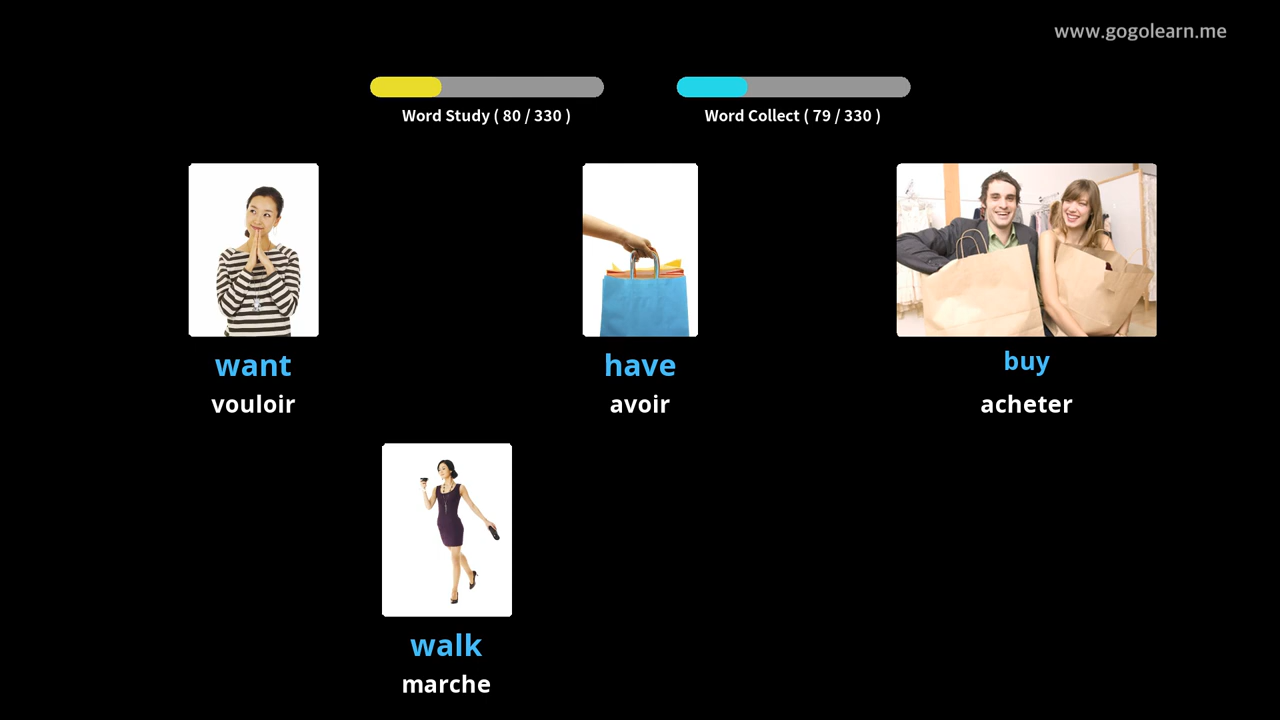 www.gogolearn.me
Word Study ( 80 / 330 )
Word Collect ( 79 / 330 )
want
have
buy
vouloir
avoir
acheter
walk
marche